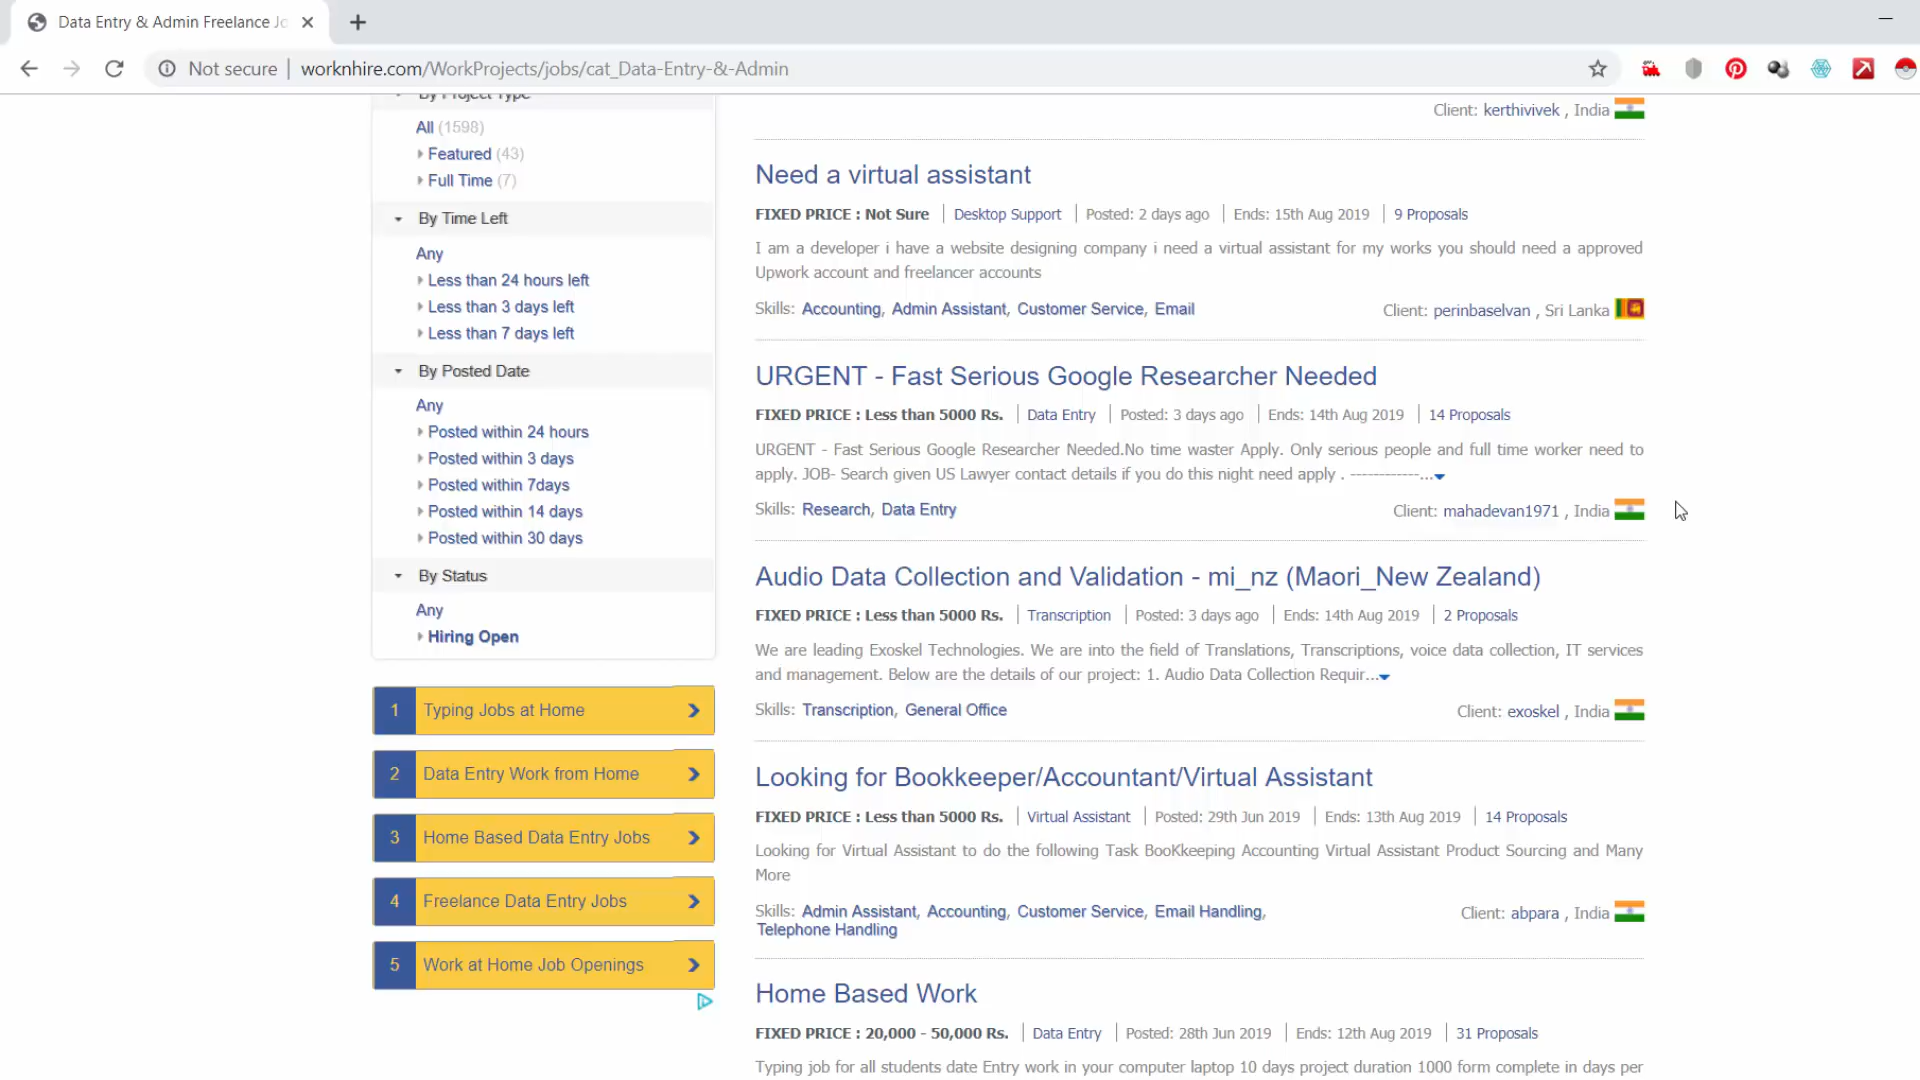 Data Entry & Admin Freelance Jo
Not secure worknhire.com/WorkProjects/jobs/cat_Data-Entry-&-Admin
By Project Type
All (1598)
Featured (43)
Full Time (7)
By Time Left
Any
Less than 24 hours left
Less than 3 days left
Less than 7 days left
By Posted Date
Any
Posted within 24 hours
Posted within 3 days
Posted within 7days
Posted within 14 days
Posted within 30 days
By Status
Any
Hiring Open
1 Typing Jobs at Home
2 Data Entry Work from Home
3 Home Based Data Entry Jobs
4 Freelance Data Entry Jobs
5 Work at Home Job Openings
Client: kerthivivek , India
Need a virtual assistant
FIXED PRICE : Not Sure Desktop Support Posted: 2 days ago Ends: 15th Aug 2019 9 Proposals
I am a developer i have a website designing company i need a virtual assistant for my works you should need a approved
Upwork account and freelancer accounts
Skills: Accounting, Admin Assistant, Customer Service, Email Client: perinbaselvan , Sri Lanka
URGENT - Fast Serious Google Researcher Needed
FIXED PRICE : Less than 5000 Rs. Data Entry Posted: 3 days ago Ends: 14th Aug 2019 14 Proposals
URGENT - Fast Serious Google Researcher Needed.No time waster Apply. Only serious people and full time worker need to
apply. JOB- Search given US Lawyer contact details if you do this night need apply . ------------...
Skills: Research, Data Entry Client: mahadevan1971 , India
Audio Data Collection and Validation - mi_nz (Maori_New Zealand)
FIXED PRICE : Less than 5000 Rs. Transcription Posted: 3 days ago Ends: 14th Aug 2019 2 Proposals
We are leading Exoskel Technologies. We are into the field of Translations, Transcriptions, voice data collection, IT services
and management. Below are the details of our project: 1. Audio Data Collection Requir...
Skills: Transcription, General Office Client: exoskel , India
Looking for Bookkeeper/Accountant/Virtual Assistant
FIXED PRICE : Less than 5000 Rs. Virtual Assistant Posted: 29th Jun 2019 Ends: 13th Aug 2019 14 Proposals
Looking for Virtual Assistant to do the following Task BooKkeeping Accounting Virtual Assistant Product Sourcing and Many
More
Skills: Admin Assistant, Accounting, Customer Service, Email Handling, Client: abpara , India
Telephone Handling
Home Based Work
FIXED PRICE : 20,000 - 50,000 Rs. Data Entry Posted: 28th Jun 2019 Ends: 12th Aug 2019 31 Proposals
Typing job for all students date Entry work in your computer laptop 10 days project duration 1000 form complete in days per